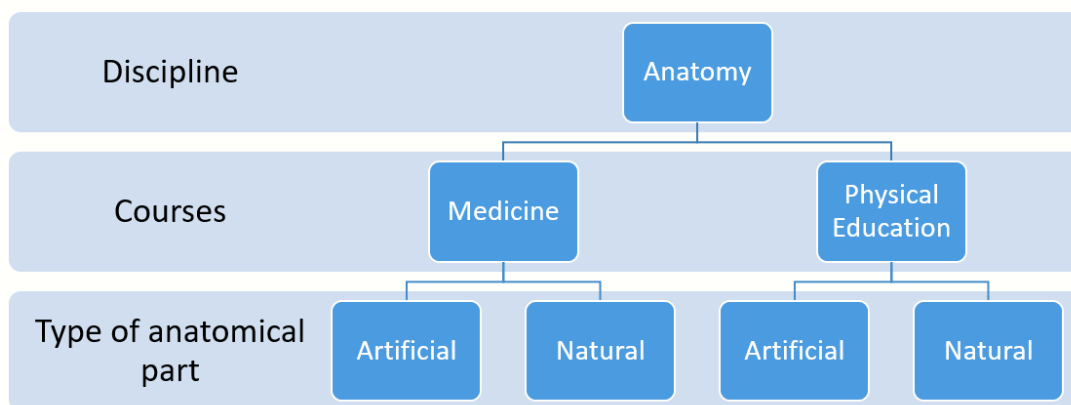 Discipline
Anatomy
Courses
Medicine
Physical
Education
Type of anatomical
part
Artificial
Natural
Artificial
Natural